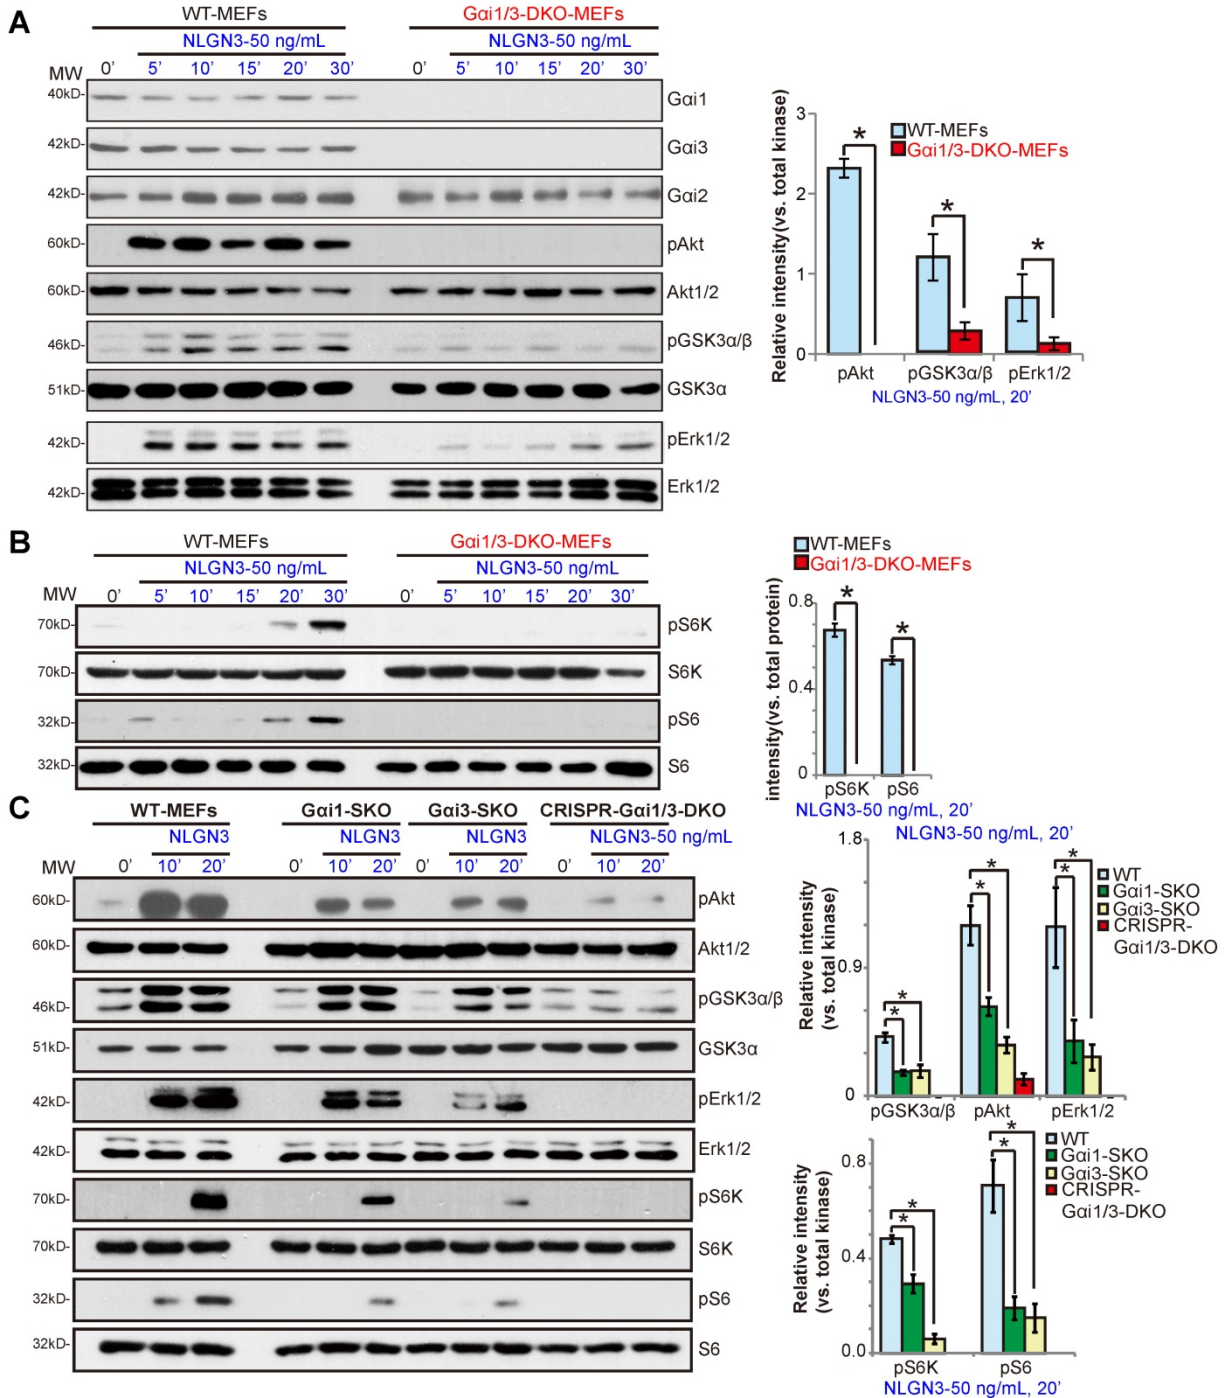 A
WT-MEFs
Gαi1/3-DKO-MEFs
NLGN3-50 ng/mL
NLGN3-50 ng/mL
MW 0’ 5’ 10’ 15’ 20’ 30’ 0’ 5’ 10’ 15’ 20’ 30’
40kD- Gαi1
42kD- Gαi3
42kD- Gαi2
60kD- pAkt
60kD- Akt1/2
46kD- pGSK3α/β
51kD- GSK3α
42kD- pErk1/2
42kD- Erk1/2
Relative intensity(vs. total kinase)
3
2
1
0
WT-MEFs
Gαi1/3-DKO-MEFs
* * *
pAkt pGSK3α/β pErk1/2
NLGN3-50 ng/mL, 20’
B
WT-MEFs
Gαi1/3-DKO-MEFs
NLGN3-50 ng/mL
NLGN3-50 ng/mL
MW 0’ 5’ 10’ 15’ 20’ 30’ 0’ 5’ 10’ 15’ 20’ 30’
70kD- pS6K
70kD- S6K
32kD- pS6
32kD- S6
WT-MEFs
Gαi1/3-DKO-MEFs
intensity(vs. total protein)
0.8
0.4
0
* *
pS6K pS6
NLGN3-50 ng/mL, 20’
C
WT-MEFs Gαi1-SKO Gαi3-SKO CRISPR-Gαi1/3-DKO
NLGN3 NLGN3 NLGN3 NLGN3-50 ng/mL
MW 0’ 10’ 20’ 0’ 10’ 20’ 0’ 10’ 20’ 0’ 10’ 20’
60kD- pAkt
60kD- Akt1/2
46kD- pGSK3α/β
51kD- GSK3α
42kD- pErk1/2
42kD- Erk1/2
70kD- pS6K
70kD- S6K
32kD- pS6
32kD- S6
NLGN3-50 ng/mL, 20’
Relative intensity
(vs. total kinase)
1.8
0.9
0
* * * * * *
WT
Gαi1-SKO
Gαi3-SKO
CRISPR-
Gαi1/3-DKO
pGSK3α/β pAkt pErk1/2
Relative intensity
(vs. total kinase)
0.8
0.4
0.0
* * * *
WT
Gαi1-SKO
Gαi3-SKO
CRISPR-
Gαi1/3-DKO
pS6K pS6
NLGN3-50 ng/mL, 20’